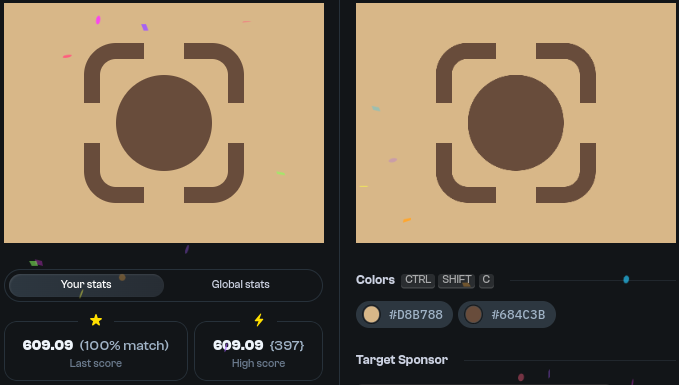 Your stats
Global stats
609.09 (100% match)
Last score
609.09 {397}
High score
Colors CTRL SHIFT C
#D8B788
#684C3B
Target Sponsor